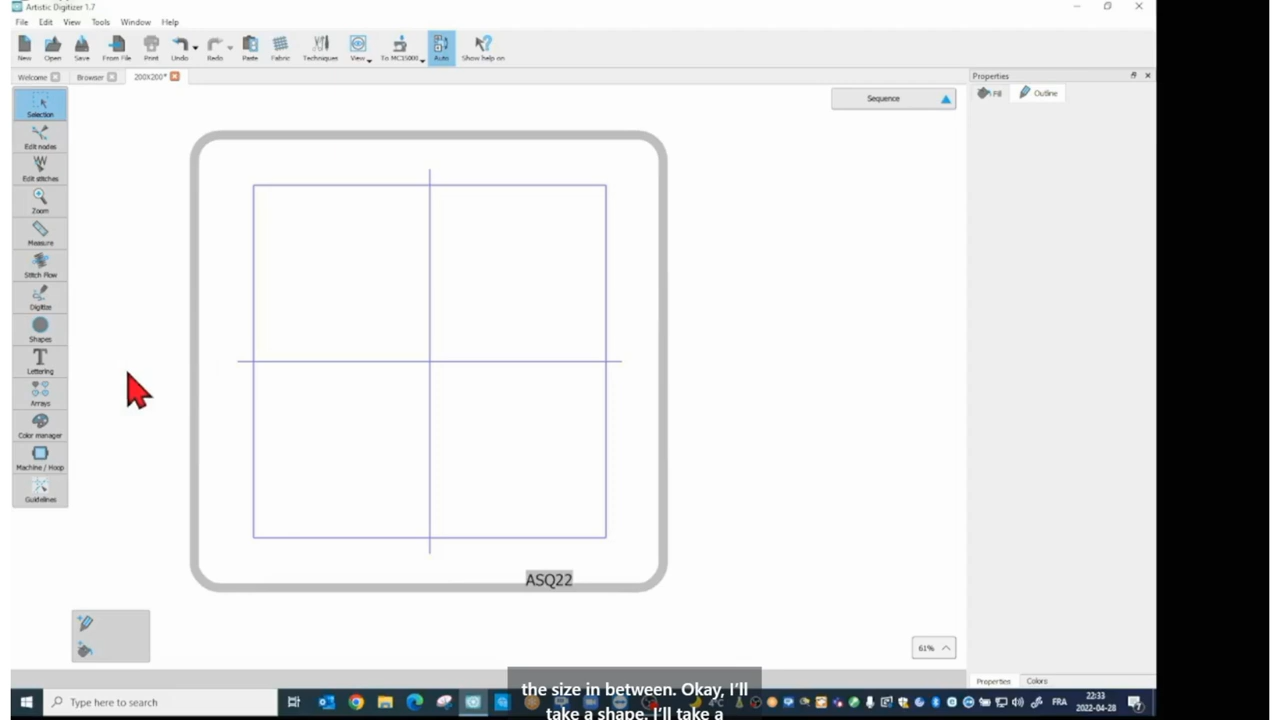 Artistic Digitizer 1.7
File Edit View Tools Window Help
New Open Save From File Print Undo Redo Paste Fabric Techniques View To MC15000 Auto Show help on
Welcome Browser 200X200*
Properties
Fill Outline
Sequence
Selection
Edit nodes
Edit stitches
Zoom
Measure
Stitch Flow
Digitize
Shapes
Lettering
Arrays
Color manager
Machine / Hoop
Guidelines
ASQ22
61%
Properties Colors
the size in between. Okay, I'll
take a shape, I'll take a
Type here to search
FRA
22:33
2022-04-28